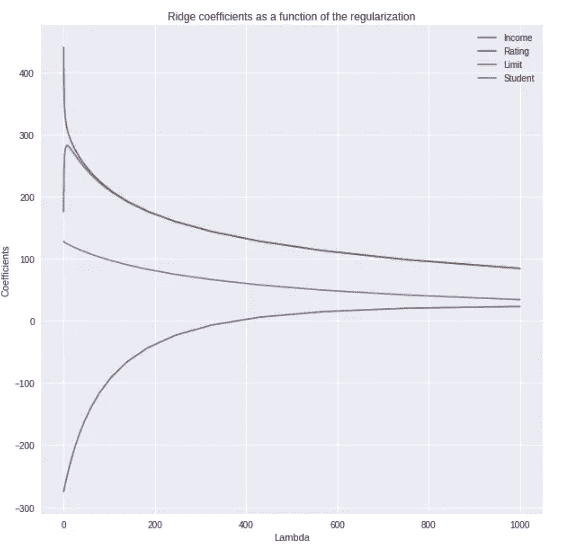 Ridge coefficients as a function of the regularization
Income
Rating
Limit
Student
400
300
200
100
0
−100
−200
−300
Coefficients
0 200 400 600 800 1000
Lambda